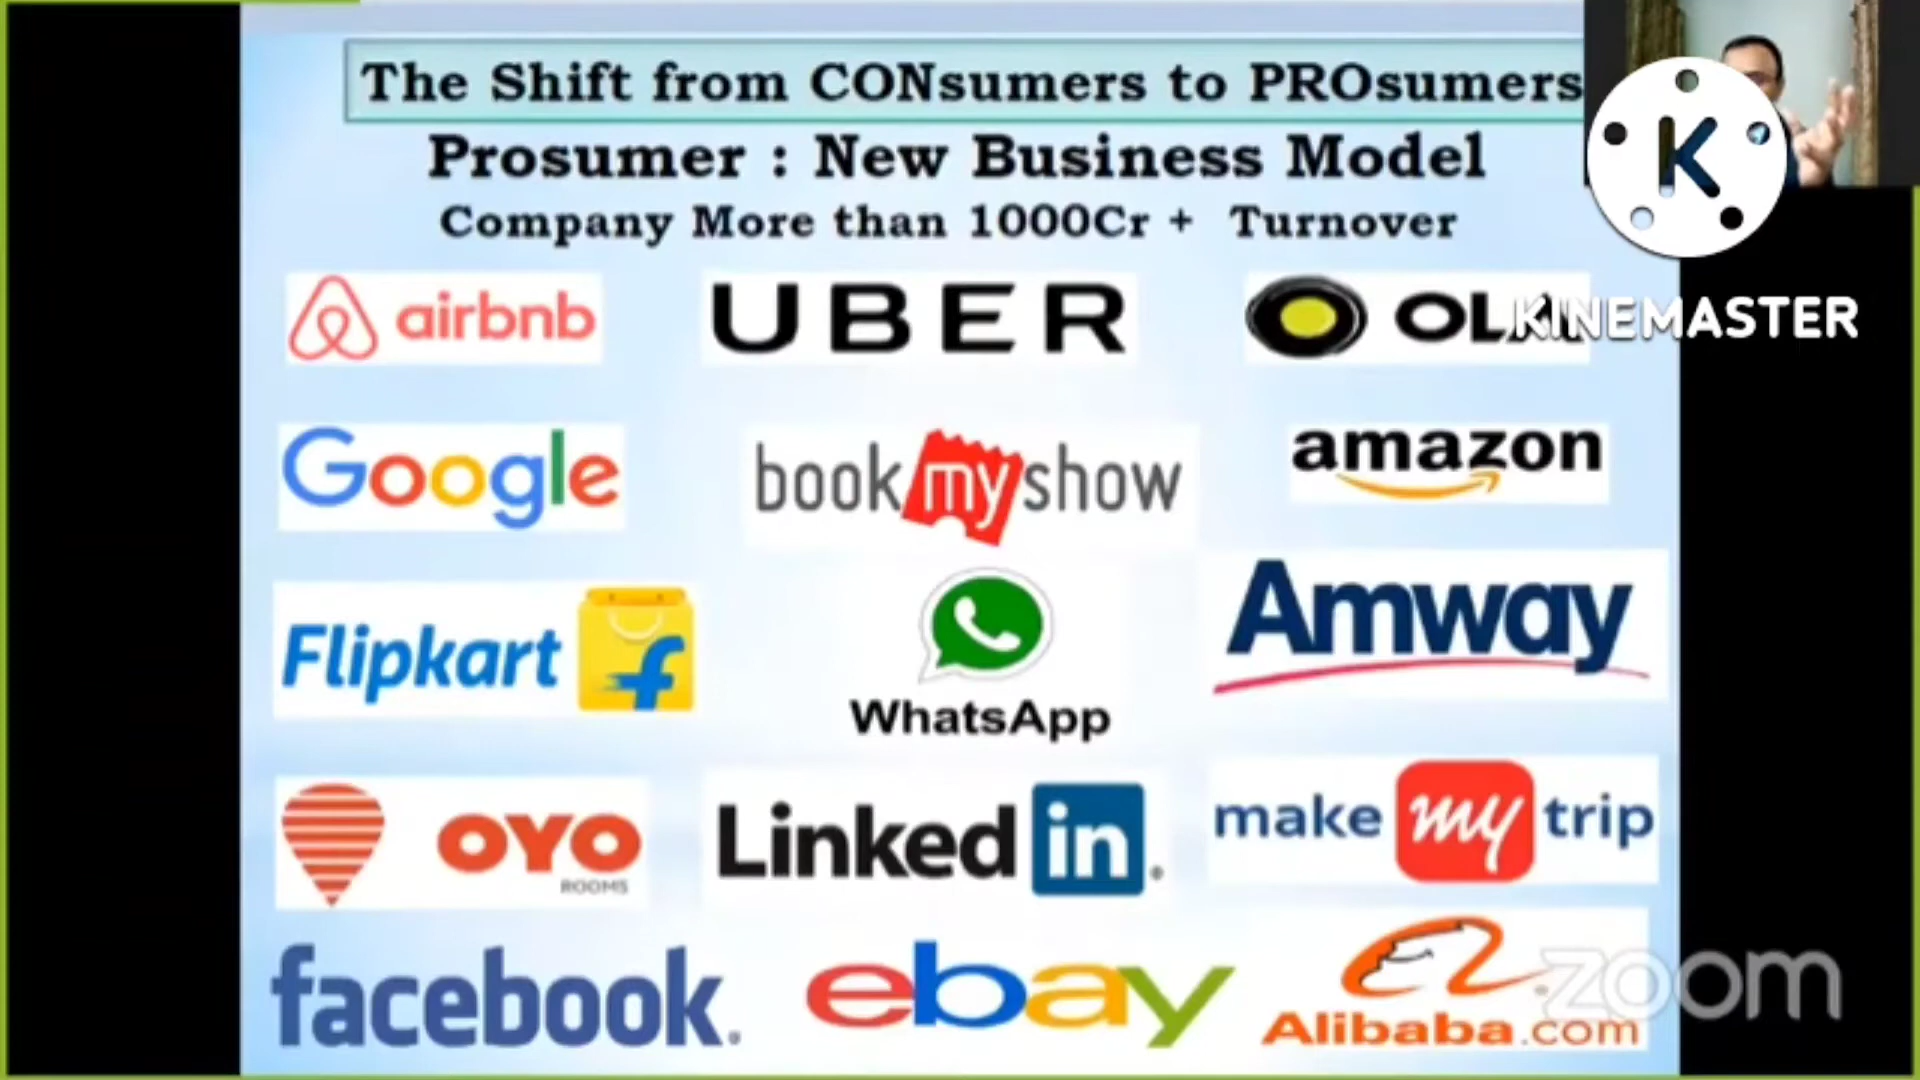 The Shift from CONsumers to PROsumers
Prosumer : New Business Model
Company More than 1000Cr + Turnover
airbnb
UBER
OLA
KINEMASTER
K
Google
bookmyshow
amazon
Flipkart
f
WhatsApp
Amway
OYO
ROOMS
Linked in
make my trip
facebook
ebay
Alibaba.com
zoom